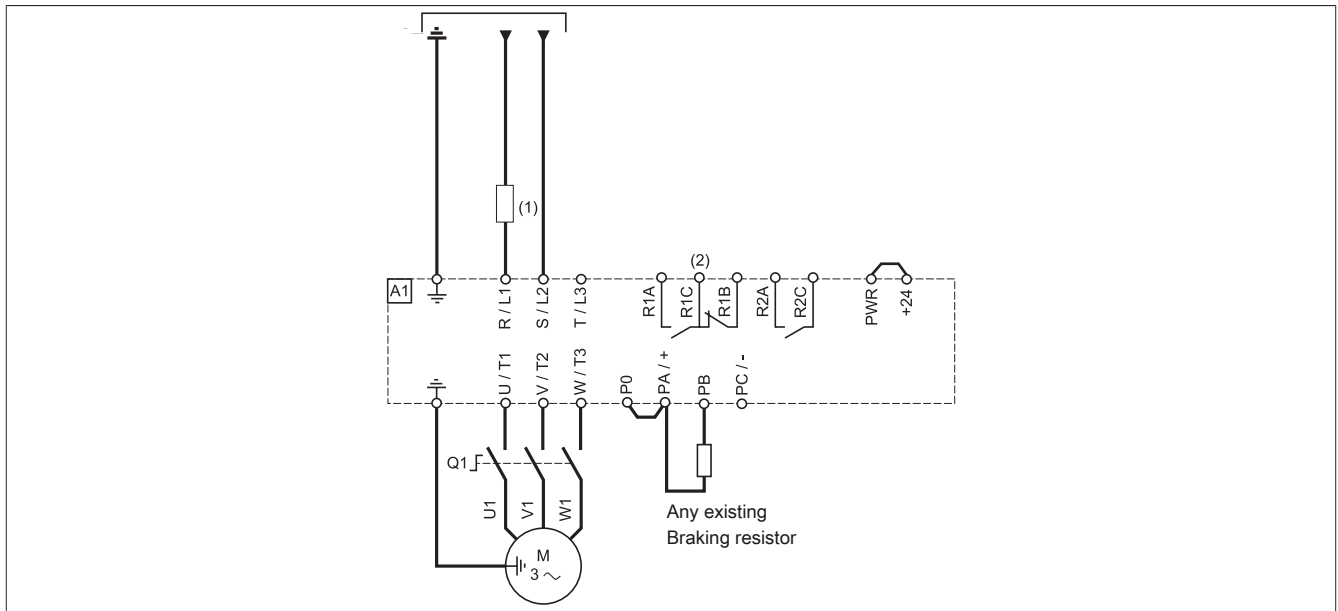 (1)
(2)
A1
R / L1
S / L2
T / L3
R1A
R1C
R1B
R2A
R2C
PWR
+24
U / T1
V / T2
W / T3
P0
PA / +
PB
PC / -
Q1
U1
V1
W1
Any existing
Braking resistor
M
3